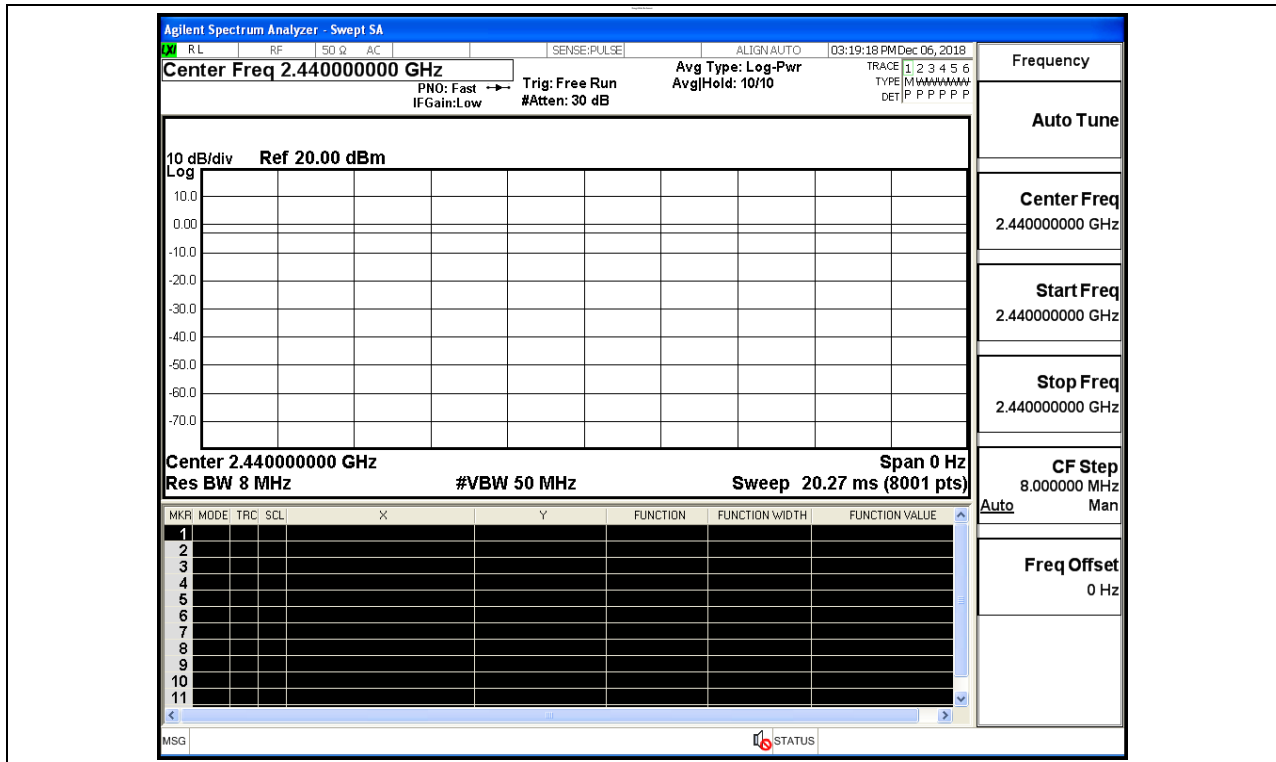 Agilent Spectrum Analyzer - Swept SA
LXI RL RF 50 Ω AC SENSE:PULSE ALIGN AUTO 03:19:18 PM Dec 06, 2018
Center Freq 2.440000000 GHz
PNO: Fast
IFGain:Low
Trig: Free Run
#Atten: 30 dB
Avg Type: Log-Pwr
Avg|Hold: 10/10
TRACE 1 2 3 4 5 6
TYPE M WWWWW
DET P P P P P P
10 dB/div Ref 20.00 dBm
Log
10.0
0.00
-10.0
-20.0
-30.0
-40.0
-50.0
-60.0
-70.0
Center 2.440000000 GHz Span 0 Hz
Res BW 8 MHz #VBW 50 MHz Sweep 20.27 ms (8001 pts)
MKR MODE TRC SCL X Y FUNCTION FUNCTION WIDTH FUNCTION VALUE
1
2
3
4
5
6
7
8
9
10
11
MSG STATUS
Frequency
Auto Tune
Center Freq
2.440000000 GHz
Start Freq
2.440000000 GHz
Stop Freq
2.440000000 GHz
CF Step
8.000000 MHz
Auto Man
Freq Offset
0 Hz